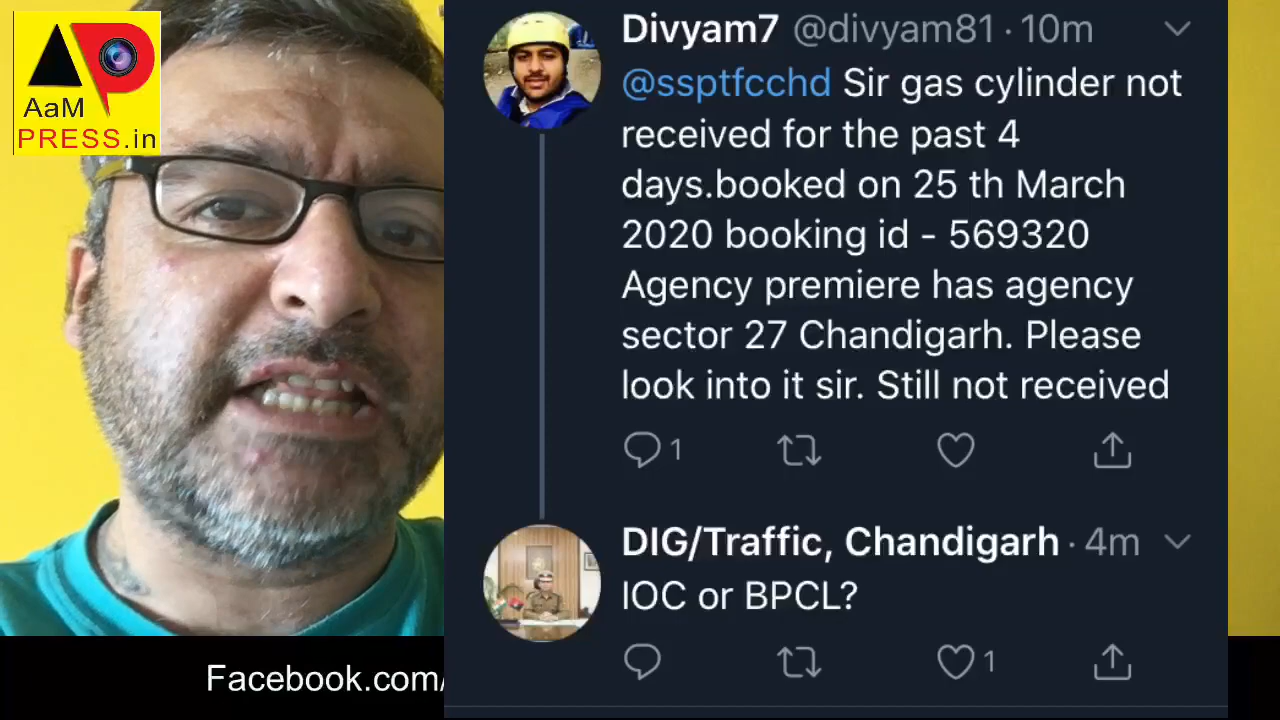 AP
AaM
PRESS.in
Divyam7 @divyam81 · 10m
@ssptfcchd Sir gas cylinder not
received for the past 4
days.booked on 25 th March
2020 booking id - 569320
Agency premiere has agency
sector 27 Chandigarh. Please
look into it sir. Still not received
1
DIG/Traffic, Chandigarh · 4m
IOC or BPCL?
1
Facebook.com/